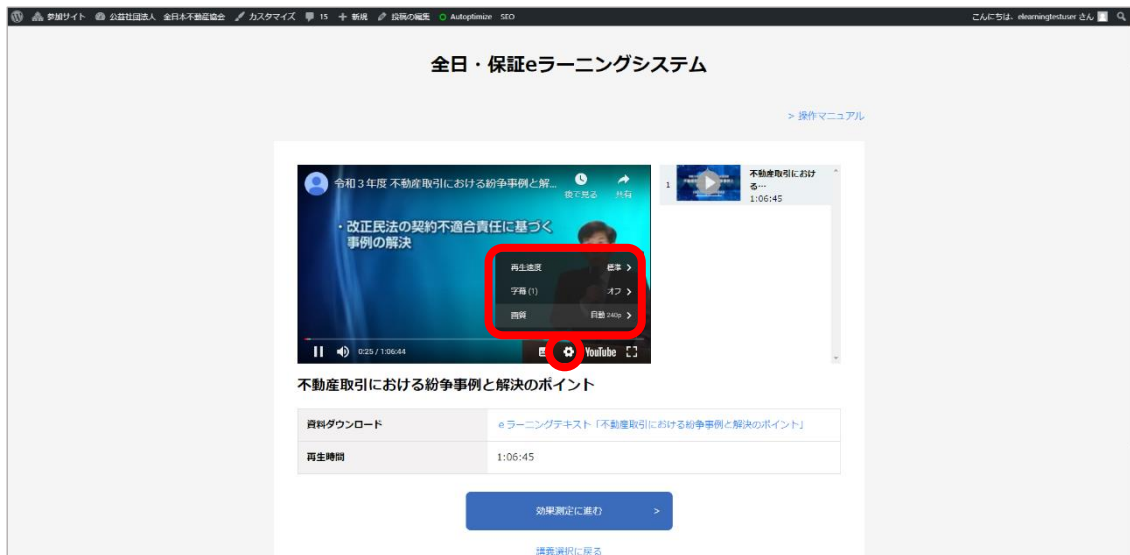 参加サイト 公益社団法人 全日本不動産協会 カスタマイズ 15 + 新規 投稿の編集 Autoptimize SEO こんにちは、elearningtestuser さん
全日・保証eラーニングシステム
> 操作マニュアル
令和３年度 不動産取引における紛争事例と解...
後で見る 共有
・改正民法の契約不適合責任に基づく
事例の解決
再生速度 標準 >
字幕 (1) オフ >
画質 自動 240p >
0:25 / 1:06:44 YouTube
1 不動産取引におけ
る…
1:06:45
不動産取引における紛争事例と解決のポイント
資料ダウンロード eラーニングテキスト「不動産取引における紛争事例と解決のポイント」
再生時間 1:06:45
効果測定に進む >
講義選択に戻る